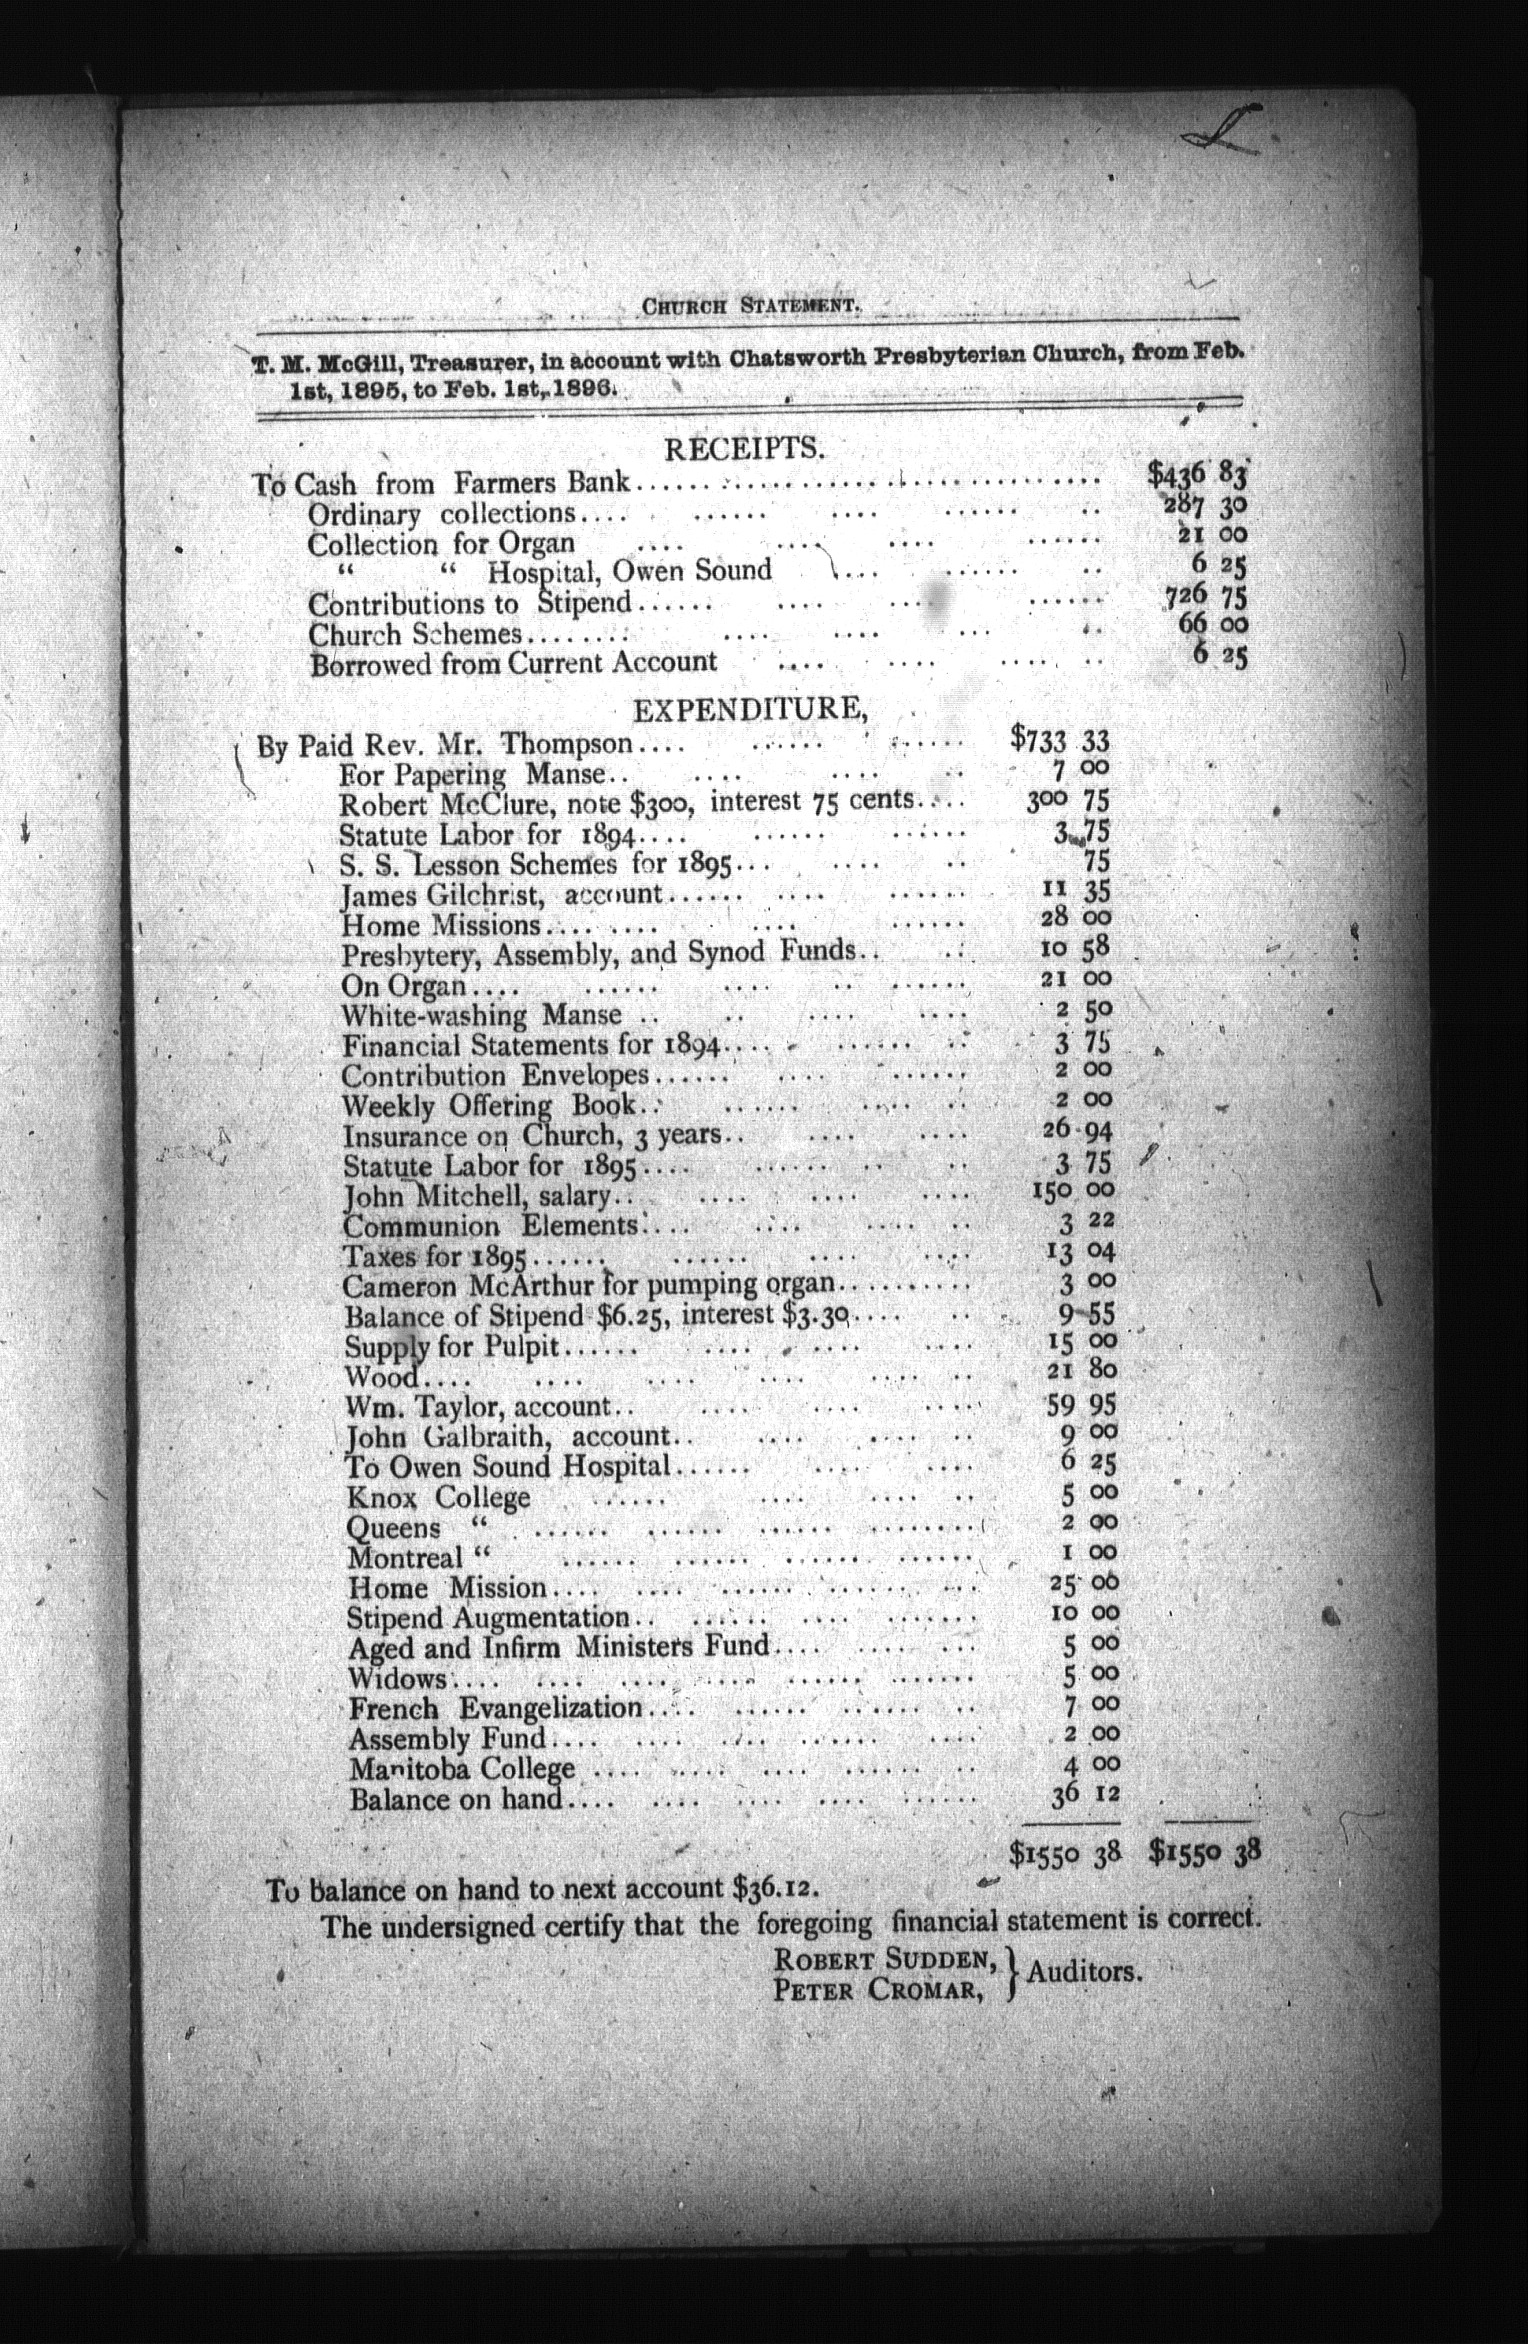 CHURCH STATEMENT.
T. M. McGill, Treasurer, in account with Chatsworth Presbyterian Church, from Feb.
1st, 1895, to Feb. 1st, 1896.
RECEIPTS.
To Cash from Farmers Bank.... $436 83
Ordinary collections.... 287 30
Collection for Organ .... 21 00
“ “ Hospital, Owen Sound .... 6 25
Contributions to Stipend.... 726 75
Church Schemes.... 66 00
Borrowed from Current Account .... 6 25
EXPENDITURE,
By Paid Rev. Mr. Thompson.... $733 33
For Papering Manse.. 7 00
Robert McClure, note $300, interest 75 cents.... 300 75
Statute Labor for 1894.... 3 75
S. S. Lesson Schemes for 1895... 75
James Gilchrist, account.... 11 35
Home Missions.... 28 00
Presbytery, Assembly, and Synod Funds.. 10 58
On Organ.... 21 00
White-washing Manse .. 2 50
Financial Statements for 1894.... 3 75
Contribution Envelopes.... 2 00
Weekly Offering Book.. 2 00
Insurance on Church, 3 years.. 26 94
Statute Labor for 1895.... 3 75
John Mitchell, salary.. 150 00
Communion Elements.... 3 22
Taxes for 1895.... 13 04
Cameron McArthur for pumping organ.... 3 00
Balance of Stipend $6.25, interest $3.30.... 9 55
Supply for Pulpit.... 15 00
Wood.... 21 80
Wm. Taylor, account.. 59 95
John Galbraith, account.. 9 00
To Owen Sound Hospital.... 6 25
Knox College .... 5 00
Queens “ .... 2 00
Montreal “ .... 1 00
Home Mission.... 25 00
Stipend Augmentation.. 10 00
Aged and Infirm Ministers Fund.... 5 00
Widows.... 5 00
French Evangelization.... 7 00
Assembly Fund.... 2 00
Manitoba College .... 4 00
Balance on hand.... 36 12
$1550 38 $1550 38
To balance on hand to next account $36.12.
The undersigned certify that the foregoing financial statement is correct.
ROBERT SUDDEN,
PETER CROMAR, } Auditors.